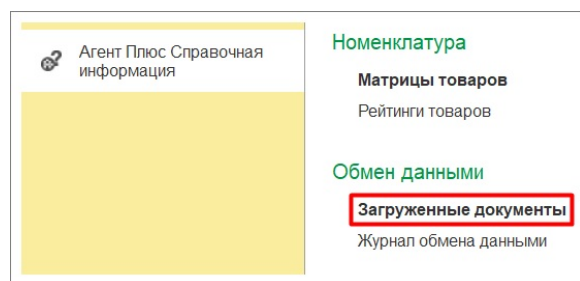 Агент Плюс Справочная
информация
Номенклатура
Матрицы товаров
Рейтинги товаров
Обмен данными
Загруженные документы
Журнал обмена данными